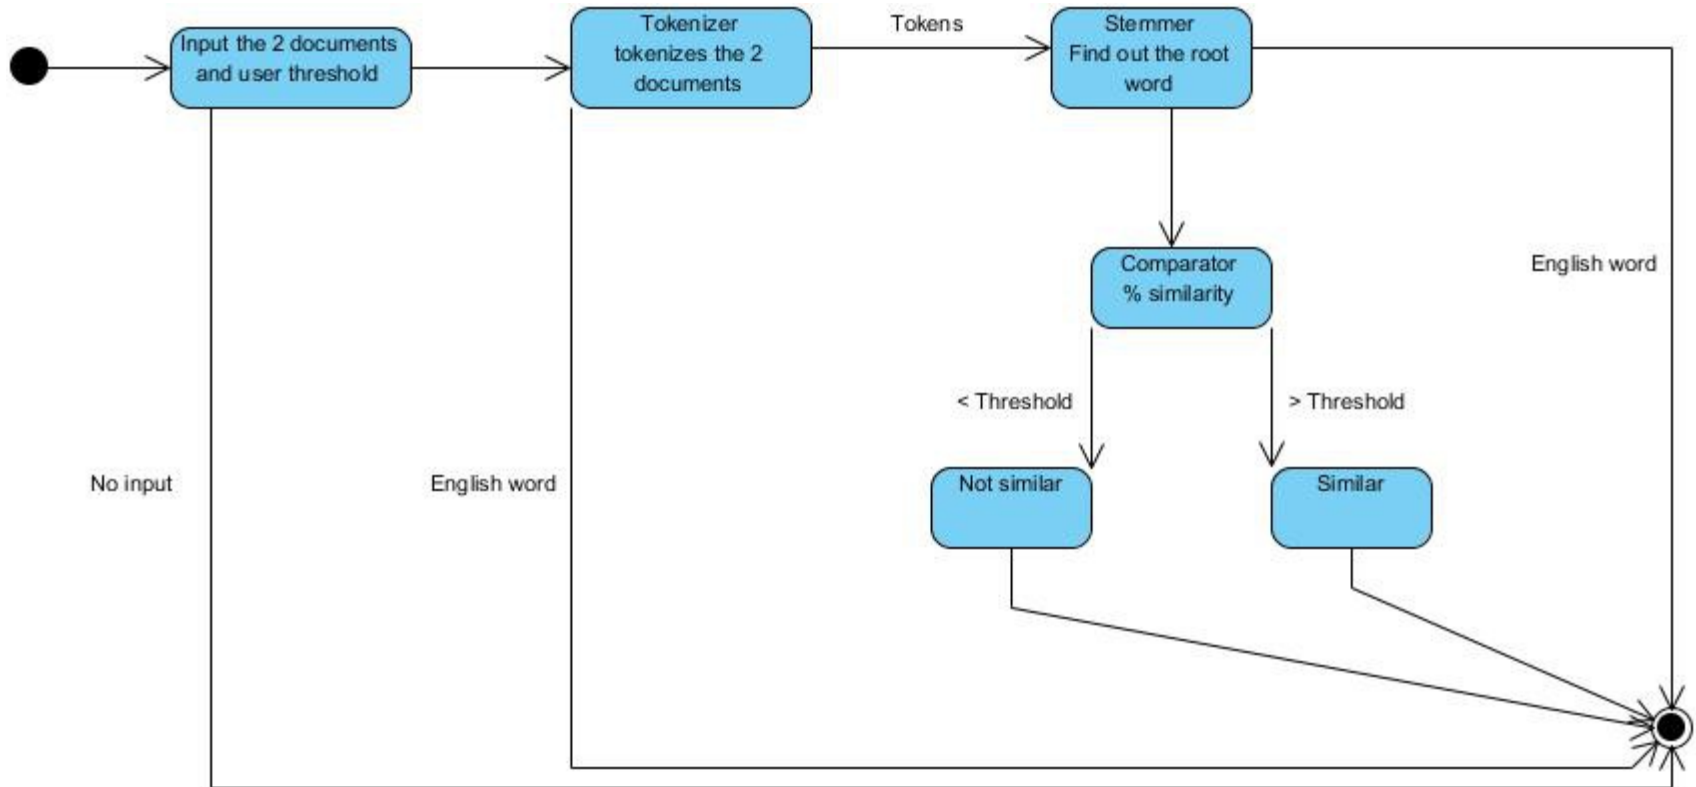 Input the 2 documents
and user threshold
Tokenizer
tokenizes the 2
documents
Tokens
Stemmer
Find out the root
word
Comparator
% similarity
English word
< Threshold
> Threshold
No input
English word
Not similar
Similar